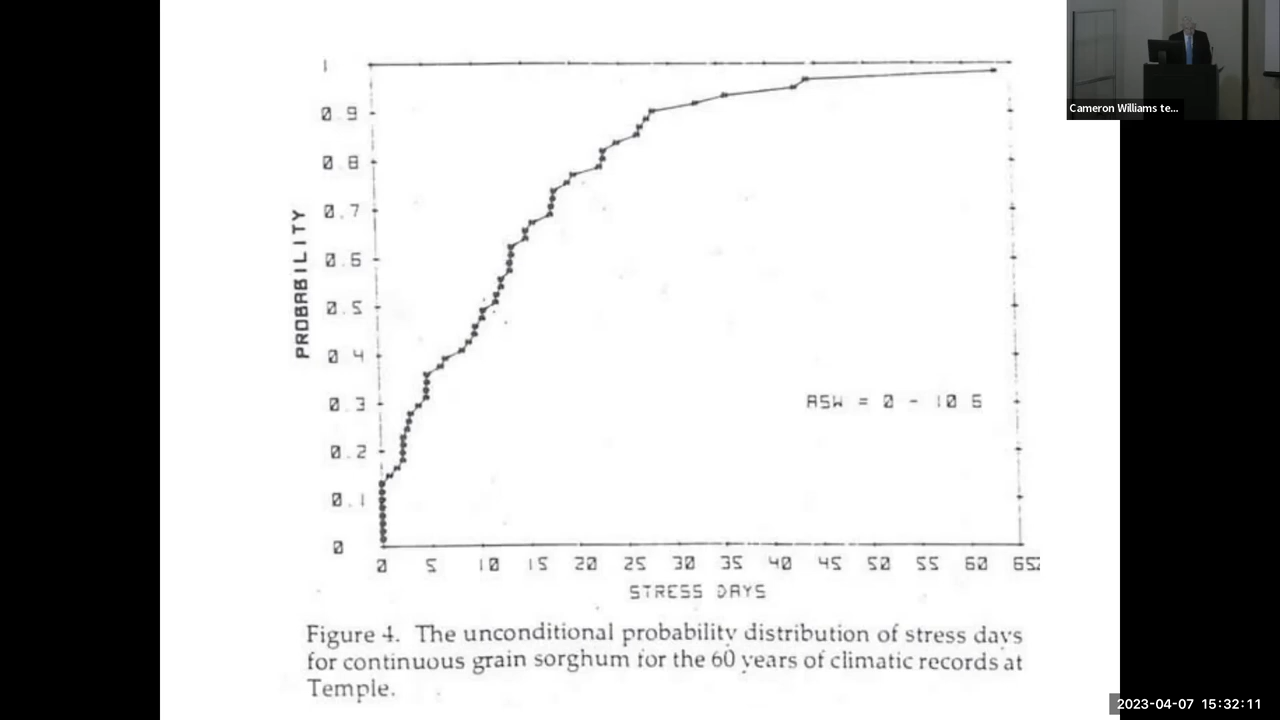 1
0.9
0.8
0.7
0.6
0.5
0.4
0.3
0.2
0.1
0
PROBABILITY
ASW = 0 - 10 5
0 5 10 15 20 25 30 35 40 45 50 55 60 65
STRESS DAYS
Figure 4. The unconditional probability distribution of stress days
for continuous grain sorghum for the 60 years of climatic records at
Temple.
Cameron Williams te...
2023-04-07 15:32:11